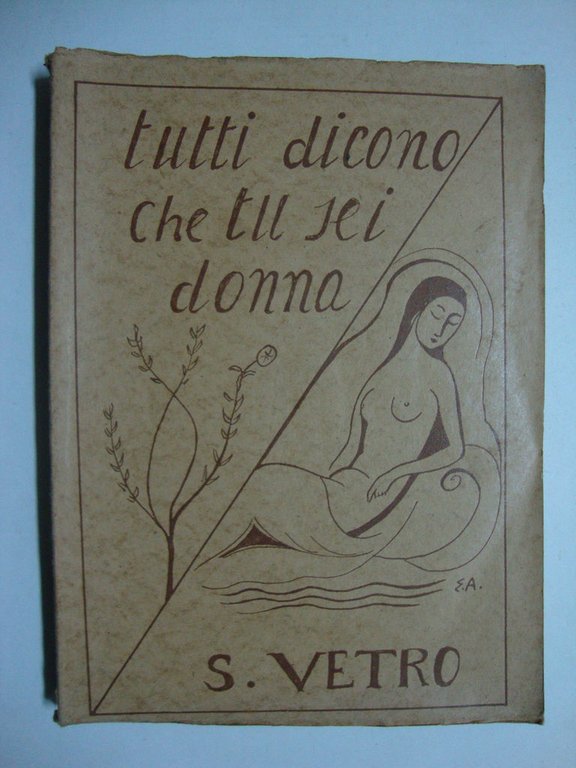 tutti dicono
che tu sei
donna
E.A.
S. VETRO